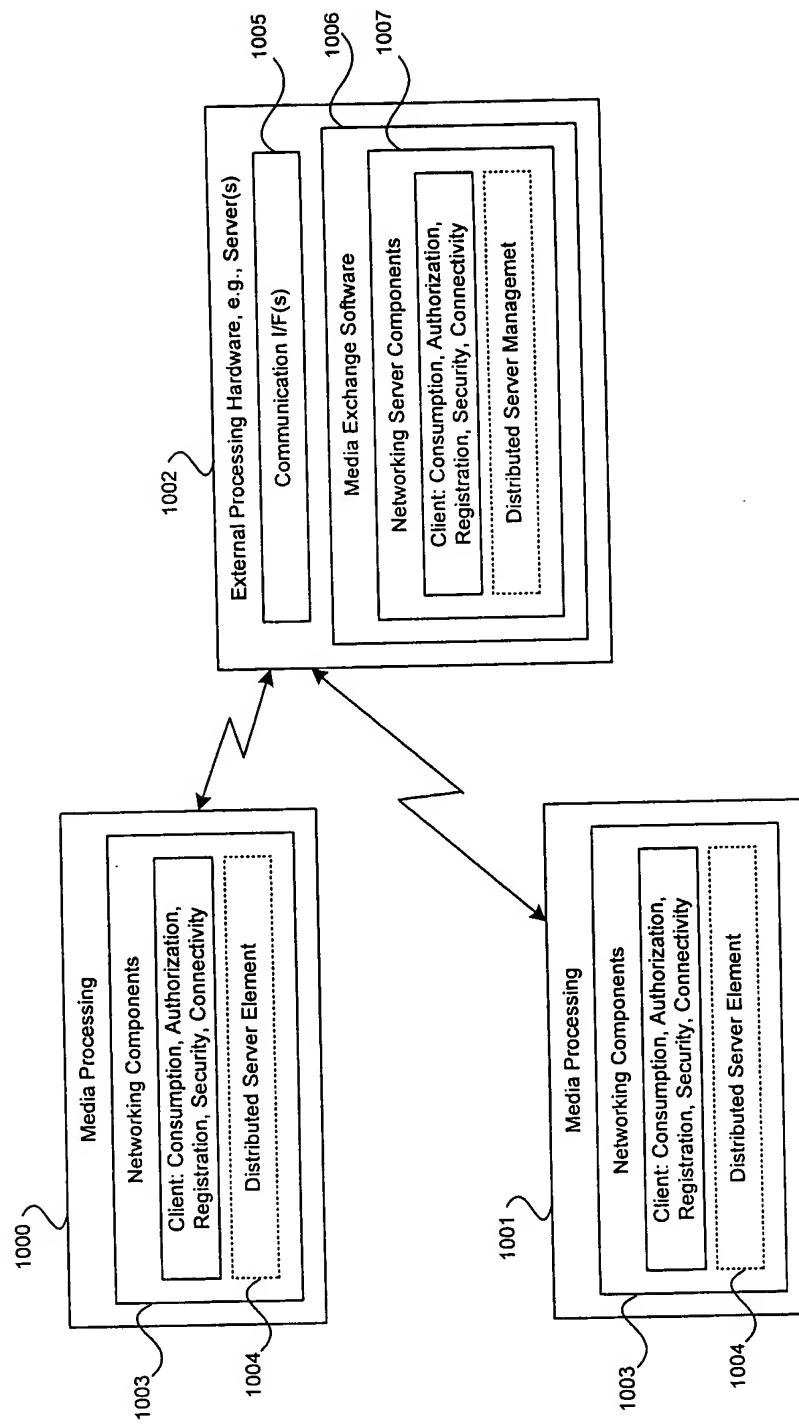 1000
Media Processing
Networking Components
Client: Consumption, Authorization,
Registration, Security, Connectivity
Distributed Server Element
1003
1004
1001
Media Processing
Networking Components
Client: Consumption, Authorization,
Registration, Security, Connectivity
Distributed Server Element
1003
1004
1002
External Processing Hardware, e.g., Server(s)
Communication I/F(s)
Media Exchange Software
Networking Server Components
Client: Consumption, Authorization,
Registration, Security, Connectivity
Distributed Server Managemet
1005
1006
1007